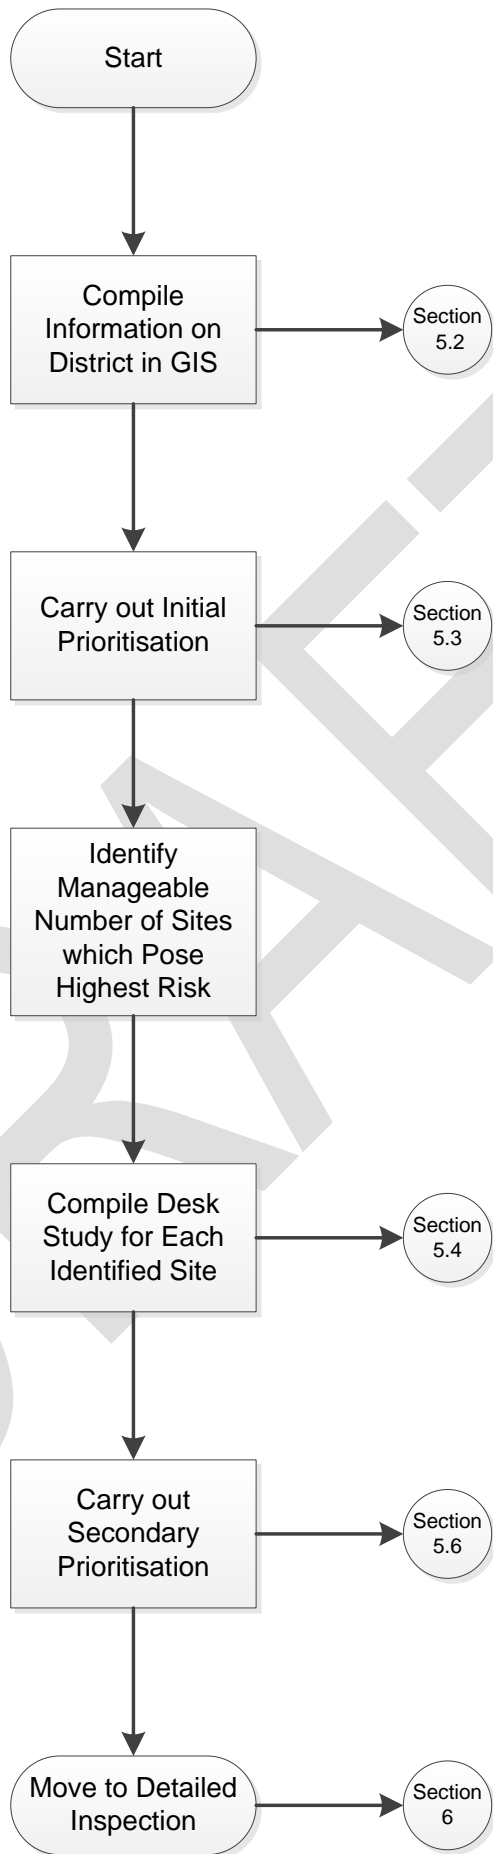 Start
Compile
Information on
District in GIS
Section
5.2
Carry out Initial
Prioritisation
Section
5.3
Identify
Manageable
Number of Sites
which Pose
Highest Risk
Compile Desk
Study for Each
Identified Site
Section
5.4
Carry out
Secondary
Prioritisation
Section
5.6
Move to Detailed
Inspection
Section
6
DRAFT